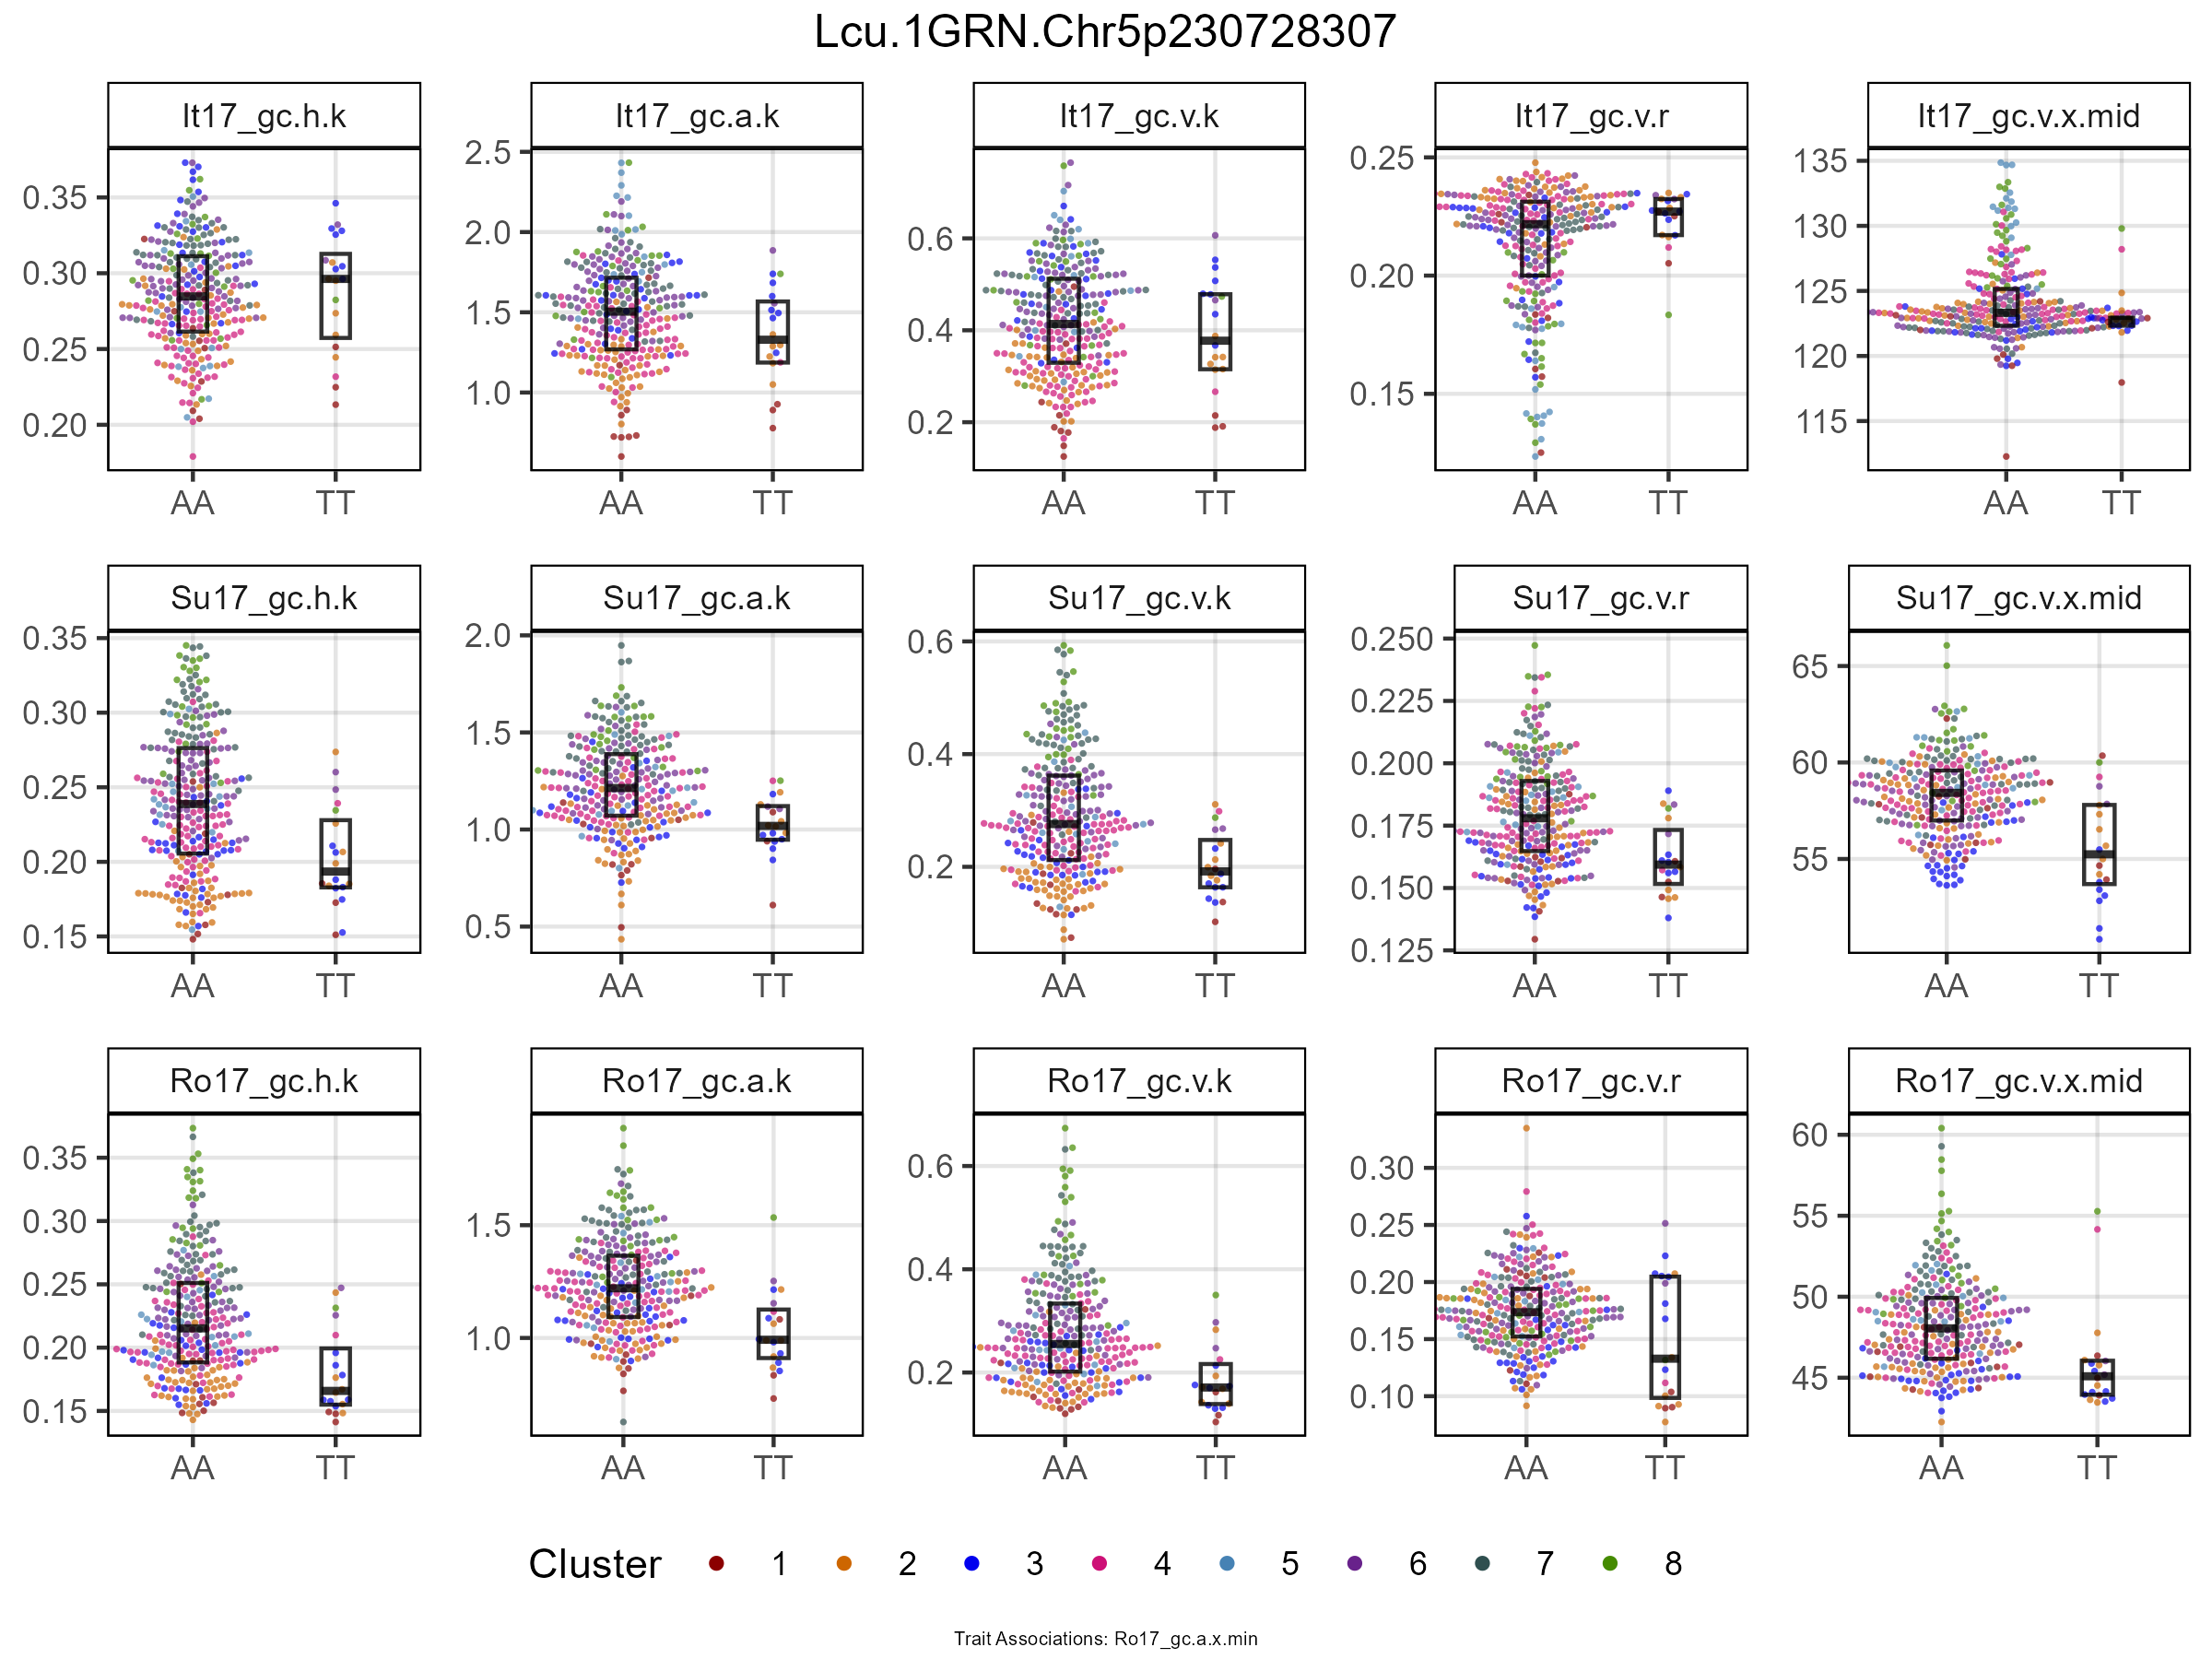 Lcu.1GRN.Chr5p230728307
It17_gc.h.k It17_gc.a.k It17_gc.v.k It17_gc.v.r It17_gc.v.x.mid
0.35 0.30 0.25 0.20
2.5 2.0 1.5 1.0
0.6 0.4 0.2
0.25 0.20 0.15
135 130 125 120 115
AA TT AA TT AA TT AA TT AA TT
Su17_gc.h.k Su17_gc.a.k Su17_gc.v.k Su17_gc.v.r Su17_gc.v.x.mid
0.35 0.30 0.25 0.20 0.15
2.0 1.5 1.0 0.5
0.6 0.4 0.2
0.250 0.225 0.200 0.175 0.150 0.125
65 60 55
AA TT AA TT AA TT AA TT AA TT
Ro17_gc.h.k Ro17_gc.a.k Ro17_gc.v.k Ro17_gc.v.r Ro17_gc.v.x.mid
0.35 0.30 0.25 0.20 0.15
1.5 1.0
0.6 0.4 0.2
0.30 0.25 0.20 0.15 0.10
60 55 50 45
AA TT AA TT AA TT AA TT AA TT
Cluster 1 2 3 4 5 6 7 8
Trait Associations: Ro17_gc.a.x.min